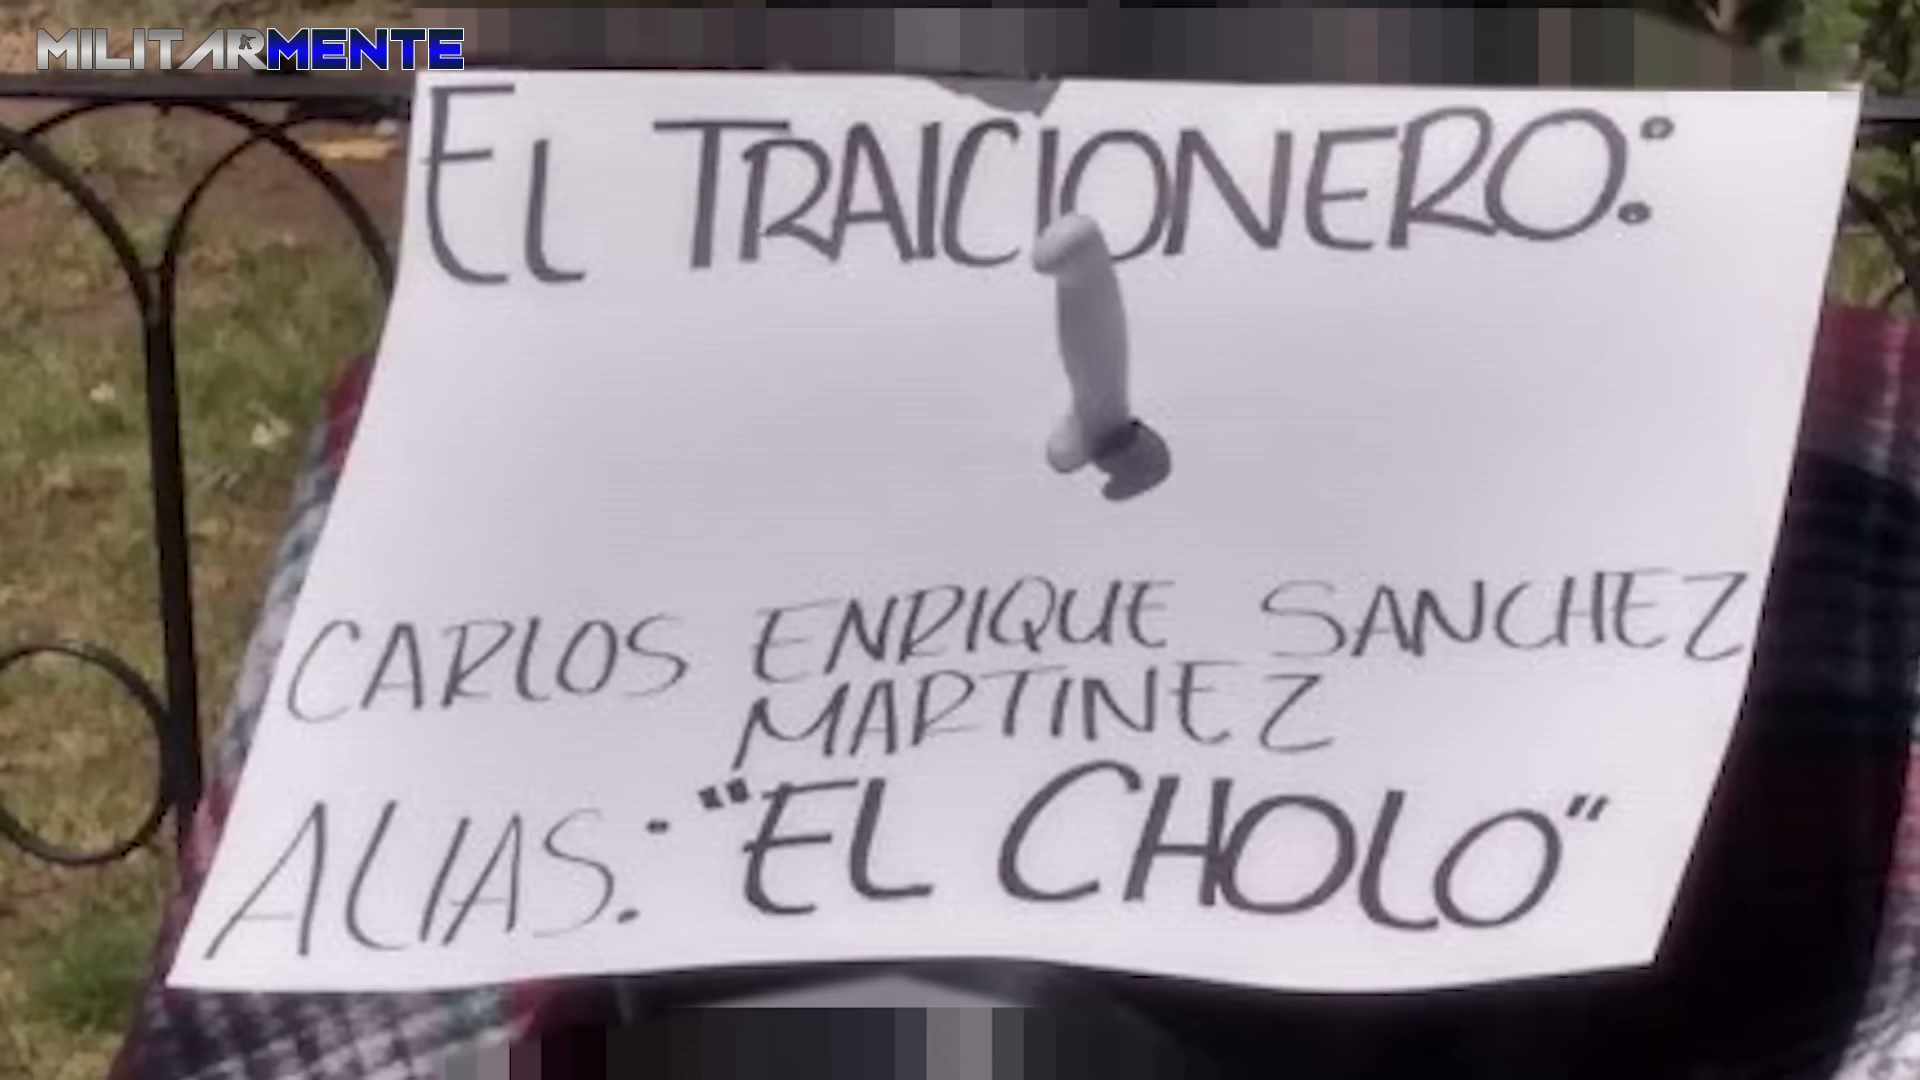 MILITARMENTE
EL TRAICIONERO:
CARLOS ENRIQUE SANCHEZ
MARTINEZ
ALIAS: "EL CHOLO"